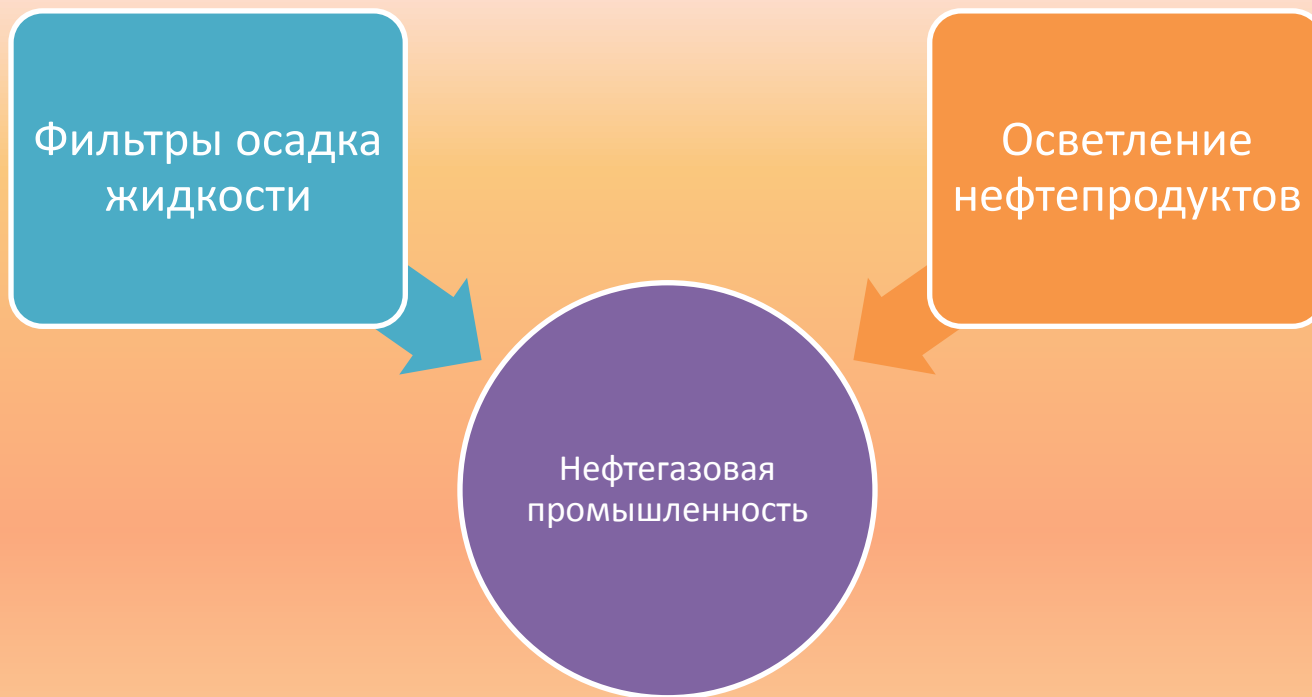 Фильтры осадка
жидкости
Осветление
нефтепродуктов
Нефтегазовая
промышленность